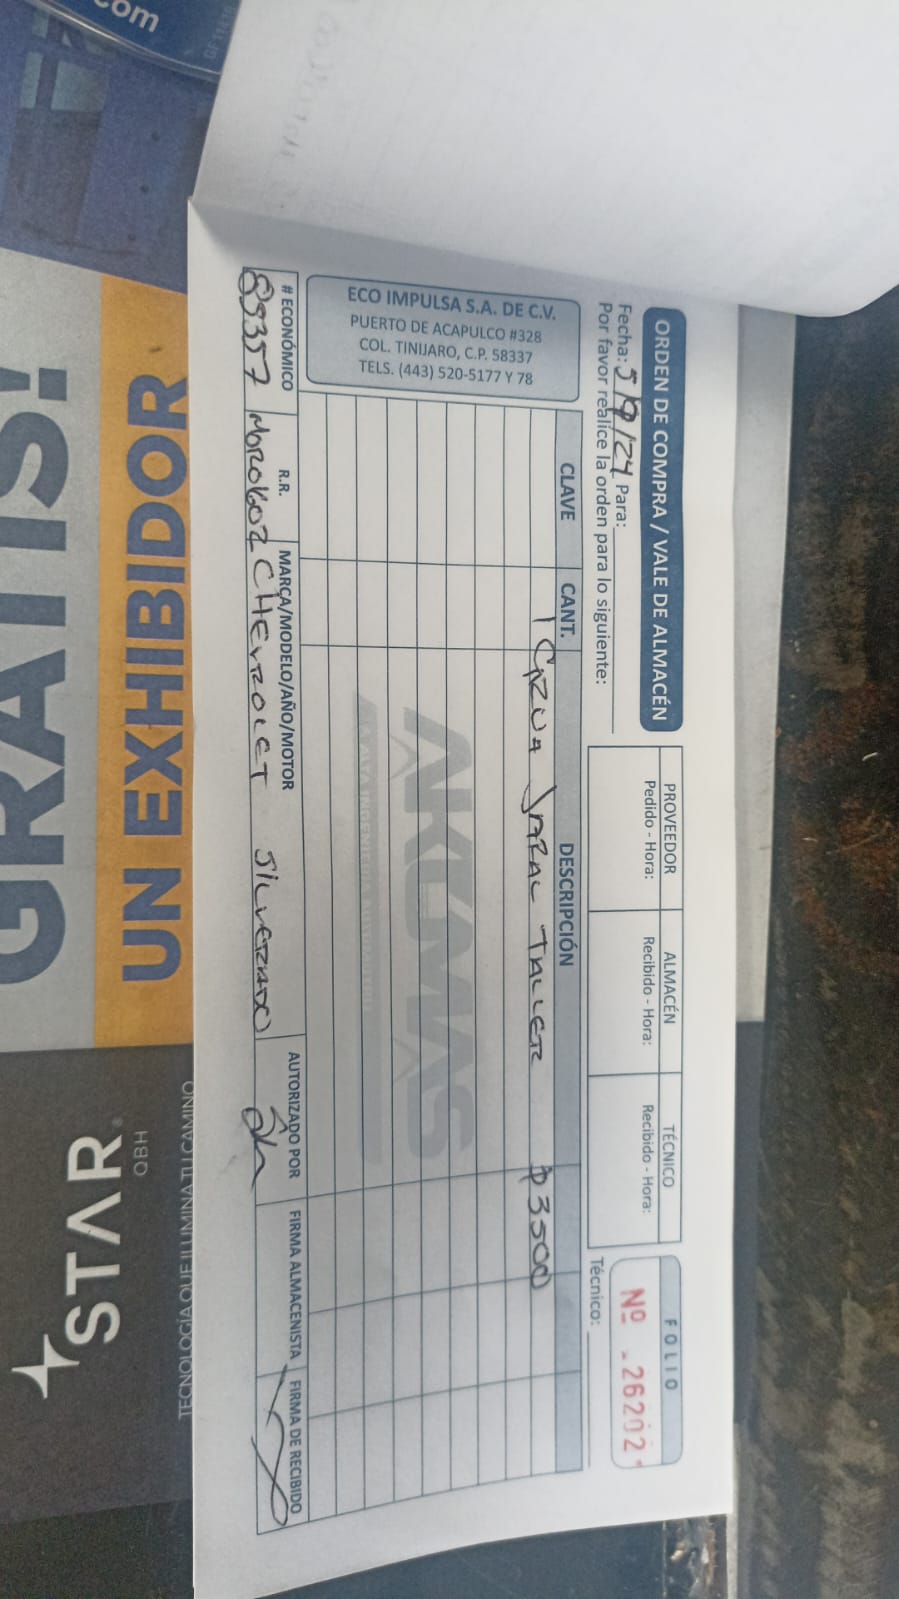 ORDEN DE COMPRA / VALE DE ALMACÉN
Fecha: 5/9/24 Para:
Por favor realice la orden para lo siguiente:
PROVEEDOR
Pedido - Hora:
ALMACÉN
Recibido - Hora:
TÉCNICO
Recibido - Hora:
FOLIO
Nº 26202
Técnico:
ECO IMPULSA S.A. DE C.V.
PUERTO DE ACAPULCO #328
COL. TINIJARO, C.P. 58337
TELS. (443) 520-5177 Y 78
CLAVE CANT. DESCRIPCIÓN
1 GRUA JARAL TALLER $3500
AKUMAS
# ECONÓMICO R.R. MARCA/MODELO/AÑO/MOTOR AUTORIZADO POR FIRMA ALMACENISTA FIRMA DE RECIBIDO
89357 CHEVROLET SILVERADO
com
GRATIS!
UN EXHIBIDOR
STAR
QBH
TECNOLOGÍA QUE ILUMINA TU CAMINO